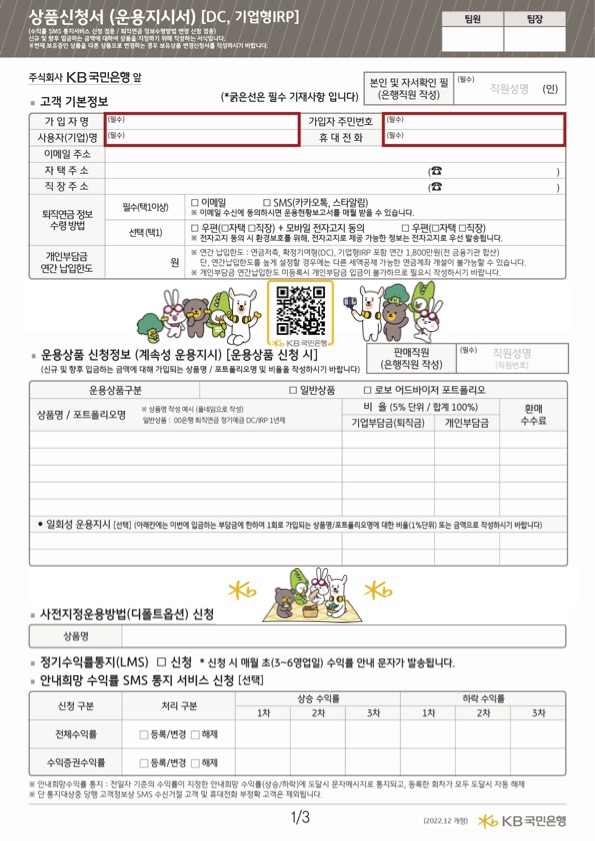 상품신청서 (운용지시서) [DC, 기업형IRP]
(수익률 SMS 통지서비스 신청 겸용 / 퇴직연금 정보수령방법 변경 신청 겸용)
신규 및 향후 입금하는 금액에 대하여 상품을 지정하기 위해 작성하는 서식입니다.
※현재 보유중인 상품을 다른 상품으로 변경하는 경우 보유상품 변경신청서를 작성하시기 바랍니다.
팀원 팀장
주식회사 KB국민은행 앞
(*굵은선은 필수 기재사항 입니다)
본인 및 자서확인 필
(은행직원 작성)
(필수)
직원성명 (인)
▪ 고객 기본정보
가 입 자 명 (필수) 가입자 주민번호 (필수)
사용자(기업)명 (필수) 휴 대 전 화 (필수)
이메일 주소
자 택 주 소 (☎ )
직 장 주 소 (☎ )
퇴직연금 정보
수령 방법
필수(택1이상) □ 이메일 □ SMS(카카오톡, 스타알림)
※ 이메일 수신에 동의하시면 운용현황보고서를 매월 받을 수 있습니다.
선택 (택1) □ 우편(□자택 □직장) + 모바일 전자고지 동의 □ 우편(□자택 □직장)
※ 전자고지 동의 시 환경보호를 위해, 전자고지로 제공 가능한 정보는 전자고지로 우선 발송됩니다.
개인부담금
연간 납입한도
원
※ 연간 납입한도 : 연금저축, 확정기여형(DC), 기업형IRP 포함 연간 1,800만원(전 금융기관 합산)
단, 연간납입한도를 높게 설정할 경우에는 다른 세액공제 가능한 연금계좌 개설이 불가능할 수 있습니다.
※ 개인부담금 연간납입한도 미등록시 개인부담금 입금이 불가하므로 필요시 작성하시기 바랍니다.
KB국민은행
▪ 운용상품 신청정보 (계속성 운용지시) [운용상품 신청 시]
(신규 및 향후 입금하는 금액에 대해 가입되는 상품명 / 포트폴리오명 및 비율을 작성하시기 바랍니다)
판매직원
(은행직원 작성)
(필수)
직원성명
(직원번호)
운용상품구분 □ 일반상품 □ 로보 어드바이저 포트폴리오
상품명 / 포트폴리오명
※ 상품명 작성 예시 (풀네임으로 작성)
일반상품 : 00은행 퇴직연금 정기예금 DC/IRP 1년제
비 율 (5% 단위 / 합계 100%)
기업부담금(퇴직금) 개인부담금
환매
수수료
● 일회성 운용지시 [선택] (아래칸에는 이번에 입금하는 부담금에 한하여 1회로 가입되는 상품명/포트폴리오명에 대한 비율(1%단위) 또는 금액으로 작성하시기 바랍니다)
▪ 사전지정운용방법(디폴트옵션) 신청
상품명
▪ 정기수익률통지(LMS) □ 신청 * 신청 시 매월 초(3~6영업일) 수익률 안내 문자가 발송됩니다.
▪ 안내희망 수익률 SMS 통지 서비스 신청 [선택]
신청 구분 처리 구분 상승 수익률 하락 수익률
1차 2차 3차 1차 2차 3차
전체수익률 □ 등록/변경 □ 해제
수익증권수익률 □ 등록/변경 □ 해제
※ 안내희망수익률 통지 : 전일자 기준의 수익률이 지정한 안내희망 수익률(상승/하락)에 도달시 문자메시지로 통지되고, 등록한 회차가 모두 도달시 자동 해제
※ 단 통지대상중 당행 고객정보상 SMS 수신거절 고객 및 휴대전화 부정확 고객은 제외됩니다.
1/3
(2022.12 개정) KB국민은행